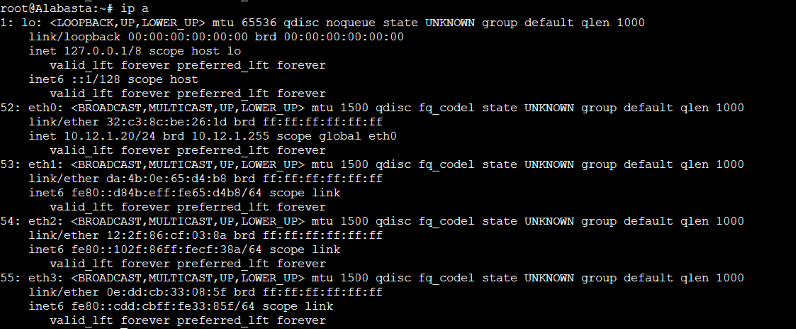 root@Alabasta:~# ip a
1: lo: <LOOPBACK,UP,LOWER_UP> mtu 65536 qdisc noqueue state UNKNOWN group default qlen 1000
    link/loopback 00:00:00:00:00:00 brd 00:00:00:00:00:00
    inet 127.0.0.1/8 scope host lo
       valid_lft forever preferred_lft forever
    inet6 ::1/128 scope host
       valid_lft forever preferred_lft forever
52: eth0: <BROADCAST,MULTICAST,UP,LOWER_UP> mtu 1500 qdisc fq_codel state UNKNOWN group default qlen 1000
    link/ether 32:c3:8c:be:26:1d brd ff:ff:ff:ff:ff:ff
    inet 10.12.1.20/24 brd 10.12.1.255 scope global eth0
       valid_lft forever preferred_lft forever
53: eth1: <BROADCAST,MULTICAST,UP,LOWER_UP> mtu 1500 qdisc fq_codel state UNKNOWN group default qlen 1000
    link/ether da:4b:0e:65:d4:b8 brd ff:ff:ff:ff:ff:ff
    inet6 fe80::d84b:eff:fe65:d4b8/64 scope link
       valid_lft forever preferred_lft forever
54: eth2: <BROADCAST,MULTICAST,UP,LOWER_UP> mtu 1500 qdisc fq_codel state UNKNOWN group default qlen 1000
    link/ether 12:2f:86:cf:03:8a brd ff:ff:ff:ff:ff:ff
    inet6 fe80::102f:86ff:fecf:38a/64 scope link
       valid_lft forever preferred_lft forever
55: eth3: <BROADCAST,MULTICAST,UP,LOWER_UP> mtu 1500 qdisc fq_codel state UNKNOWN group default qlen 1000
    link/ether 0e:dd:cb:33:08:5f brd ff:ff:ff:ff:ff:ff
    inet6 fe80::cdd:cbff:fe33:85f/64 scope link
       valid_lft forever preferred_lft forever